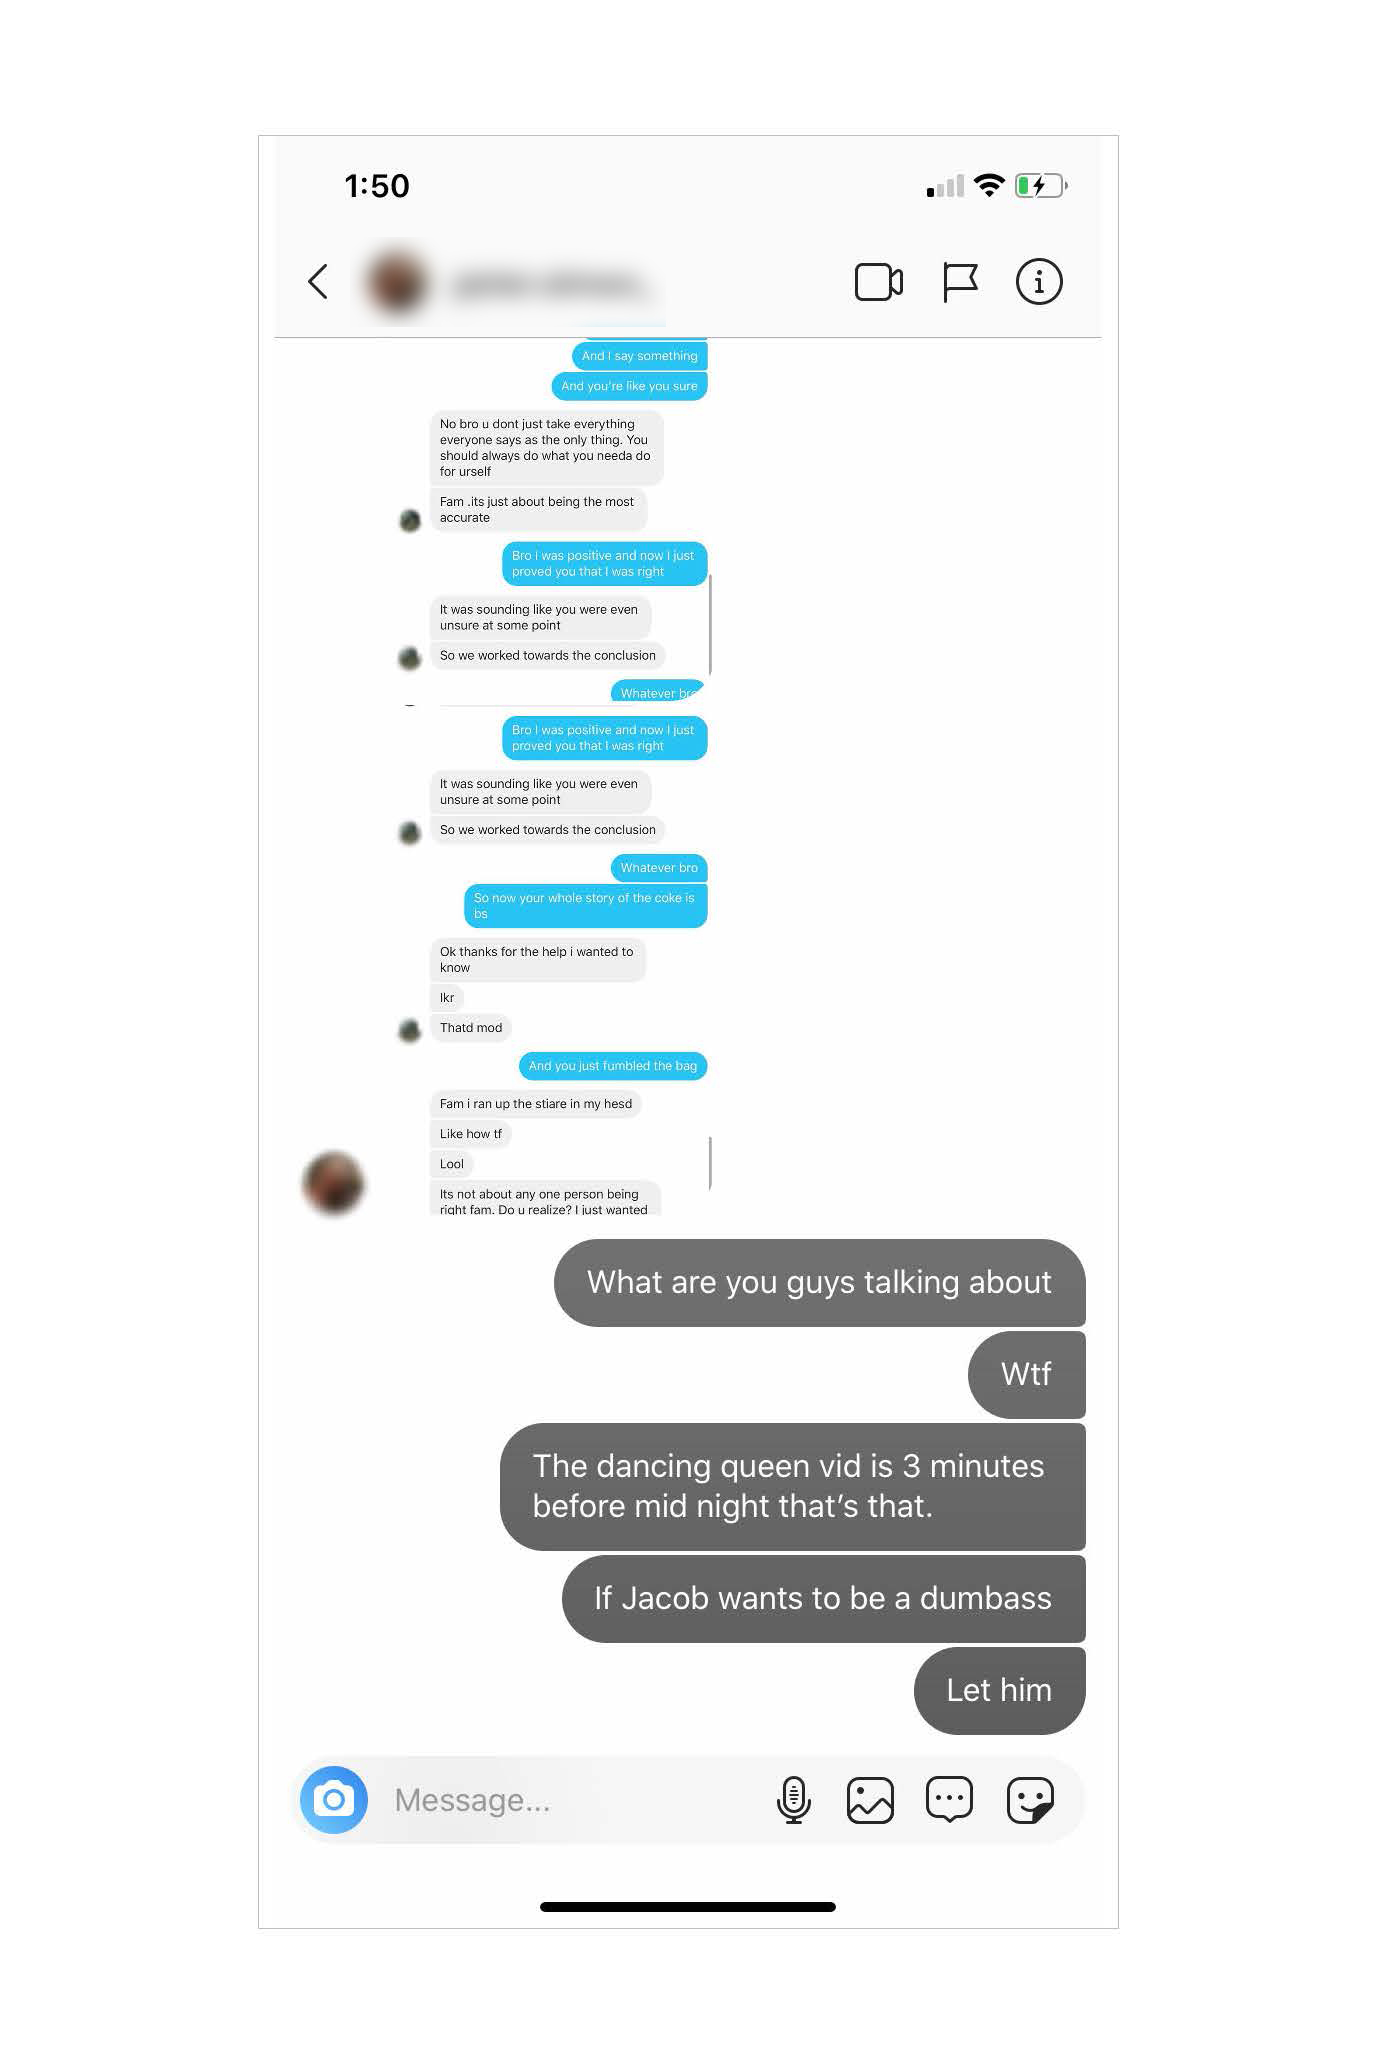 1:50
And I say something
And you're like you sure
No bro u dont just take everything
everyone says as the only thing. You
should always do what you needa do
for urself
Fam .its just about being the most
accurate
Bro I was positive and now I just
proved you that I was right
It was sounding like you were even
unsure at some point
So we worked towards the conclusion
Whatever bro
Bro I was positive and now I just
proved you that I was right
It was sounding like you were even
unsure at some point
So we worked towards the conclusion
Whatever bro
So now your whole story of the coke is
bs
Ok thanks for the help i wanted to
know
Ikr
Thatd mod
And you just fumbled the bag
Fam i ran up the stiare in my hesd
Like how tf
Lool
Its not about any one person being
right fam. Do u realize? I just wanted
What are you guys talking about
Wtf
The dancing queen vid is 3 minutes
before mid night that's that.
If Jacob wants to be a dumbass
Let him
Message...